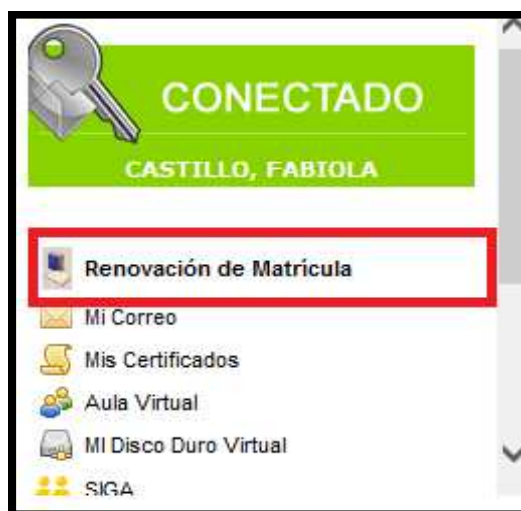 CONECTADO
CASTILLO, FABIOLA
Renovación de Matrícula
Mi Correo
Mis Certificados
Aula Virtual
MI Disco Duro Virtual
SIGA